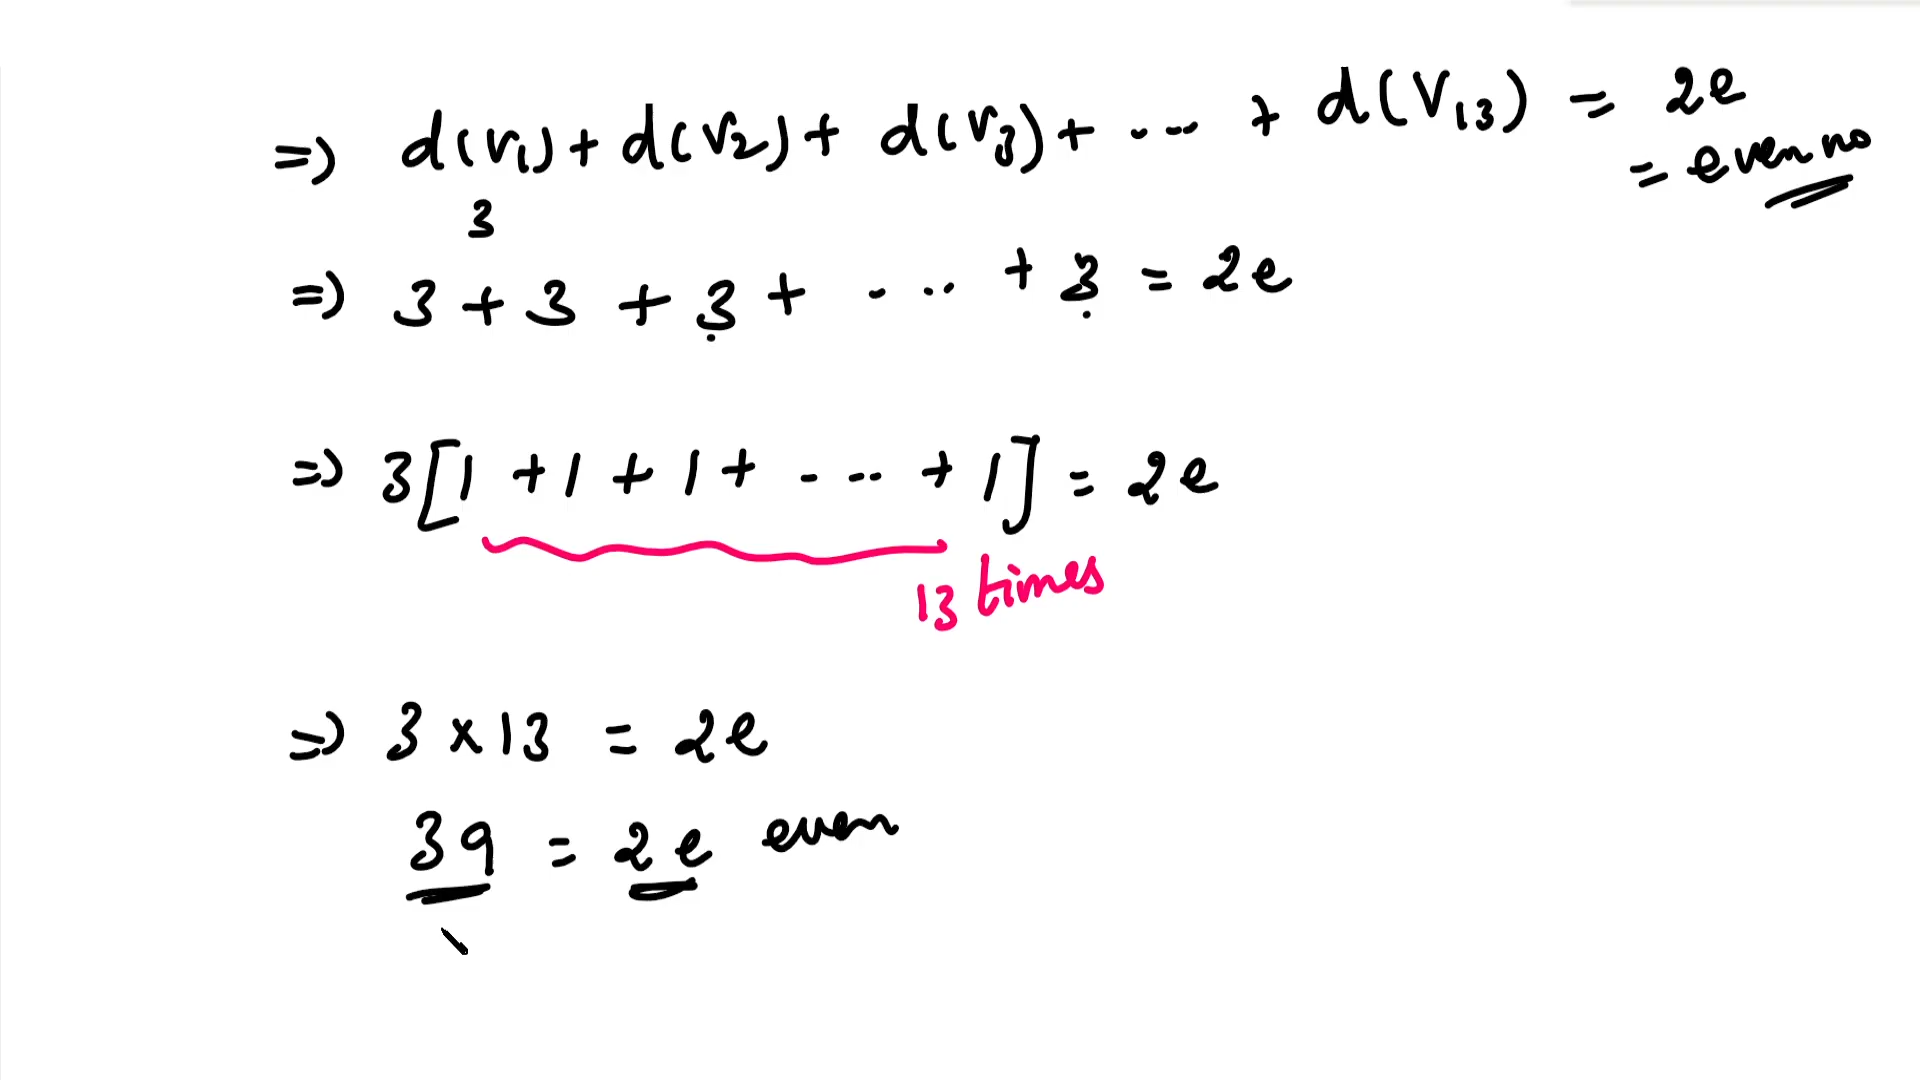 ⇒ d(v₁) + d(v₂) + d(v₃) + ..... + d(V₁₃) = 2e
= even no
3
⇒ 3 + 3 + 3 + ... + 3 = 2e
⇒ 3[1 + 1 + 1 + ..... + 1] = 2e
13 times
⇒ 3 × 13 = 2e
39 = 2e even